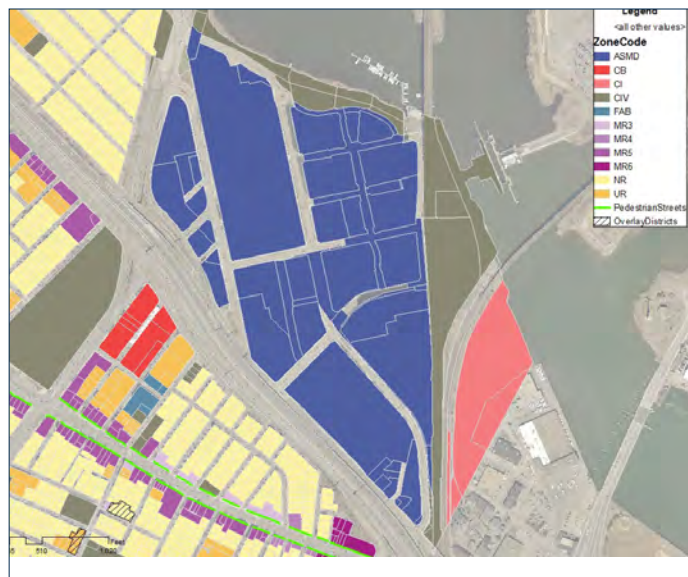 Legend
<all other values>
ZoneCode
ASMD
CB
CI
CIV
FAB
MR3
MR4
MR5
MR6
NR
UR
PedestrianStreets
OverlayDistricts
510
Feet